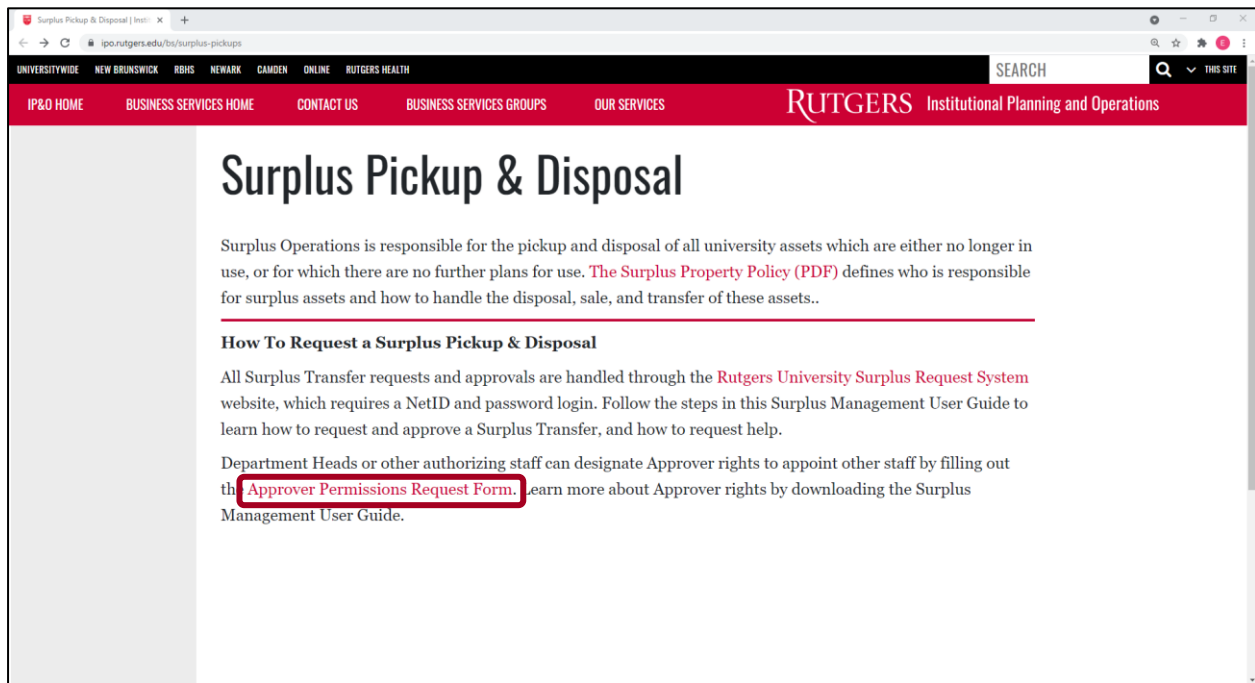 Surplus Pickup & Disposal | Insti
ipo.rutgers.edu/bs/surplus-pickups
E
UNIVERSITYWIDE NEW BRUNSWICK RBHS NEWARK CAMDEN ONLINE RUTGERS HEALTH SEARCH THIS SITE
IP&O HOME BUSINESS SERVICES HOME CONTACT US BUSINESS SERVICES GROUPS OUR SERVICES RUTGERS Institutional Planning and Operations
Surplus Pickup & Disposal
Surplus Operations is responsible for the pickup and disposal of all university assets which are either no longer in
use, or for which there are no further plans for use. The Surplus Property Policy (PDF) defines who is responsible
for surplus assets and how to handle the disposal, sale, and transfer of these assets..
How To Request a Surplus Pickup & Disposal
All Surplus Transfer requests and approvals are handled through the Rutgers University Surplus Request System
website, which requires a NetID and password login. Follow the steps in this Surplus Management User Guide to
learn how to request and approve a Surplus Transfer, and how to request help.
Department Heads or other authorizing staff can designate Approver rights to appoint other staff by filling out
the Approver Permissions Request Form. Learn more about Approver rights by downloading the Surplus
Management User Guide.